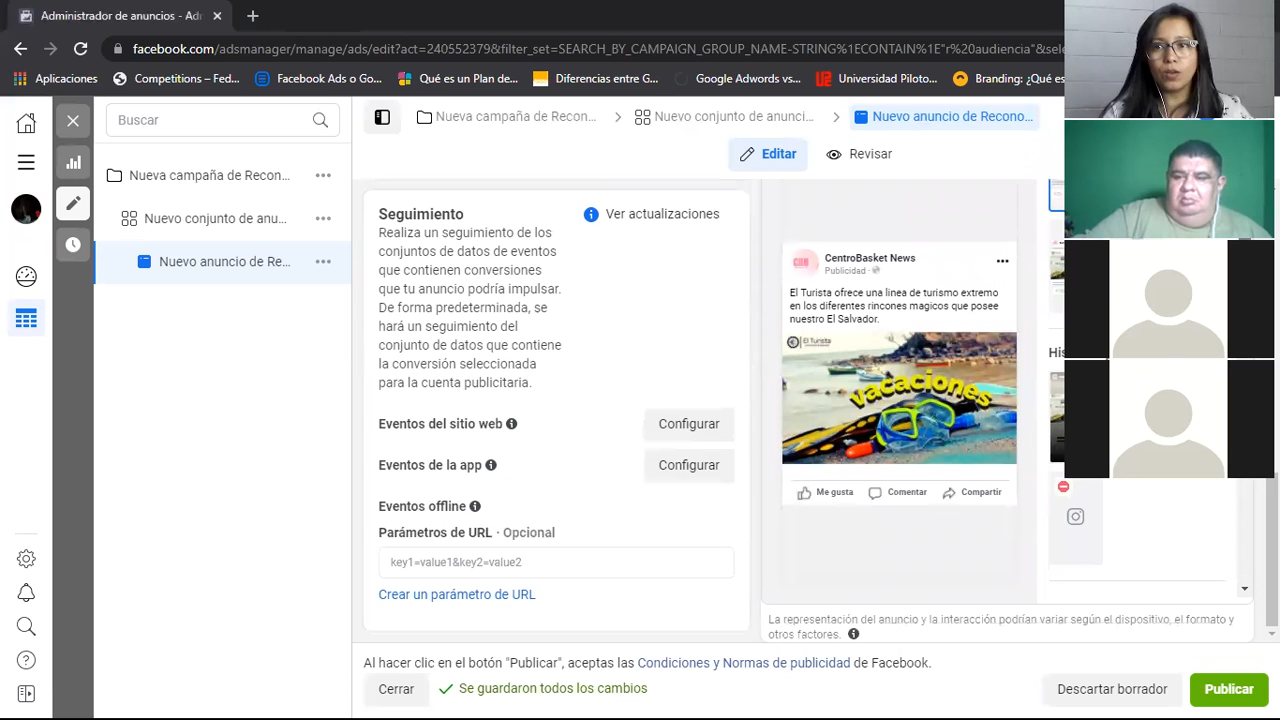 Administrador de anuncios - Adm
facebook.com/adsmanager/manage/ads/edit?act=240552379&filter_set=SEARCH_BY_CAMPAIGN_GROUP_NAME-STRING%1ECONTAIN%1E"r%20audiencia"&sele
Aplicaciones
Competitions – Fed...
Facebook Ads o Go...
Qué es un Plan de...
Diferencias entre G...
Google Adwords vs...
Universidad Evolucio...
Branding: ¿Qué es
Buscar
Nueva campaña de Recon...
Nuevo conjunto de anu...
Nuevo anuncio de Re...
Nueva campaña de Recono...
Nuevo conjunto de anunci...
Nuevo anuncio de Recono...
Editar
Revisar
Seguimiento
Ver actualizaciones
Realiza un seguimiento de los
conjuntos de datos de eventos
que contienen conversiones
que tu anuncio podría impulsar.
De forma predeterminada, se
hará un seguimiento del
conjunto de datos que contiene
la conversión seleccionada
para la cuenta publicitaria.
Eventos del sitio web
Configurar
Eventos de la app
Configurar
Eventos offline
Parámetros de URL · Opcional
key1=value1&key2=value2
Crear un parámetro de URL
CentroBasket News
Publicidad ·
El Turista ofrece una linea de turismo extremo
en los diferentes rincones magicos que posee
nuestro El Salvador.
El Turista
vacaciones
Me gusta
Comentar
Compartir
La representación del anuncio y la interacción podrían variar según el dispositivo, el formato y
otros factores.
Al hacer clic en el botón "Publicar", aceptas las Condiciones y Normas de publicidad de Facebook.
Cerrar
Se guardaron todos los cambios
Descartar borrador
Publicar